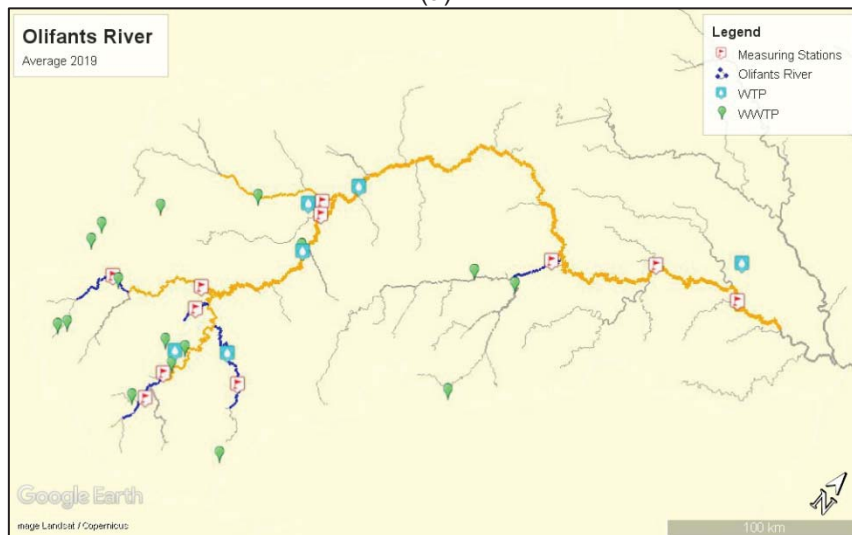 Olifants River
Average 2019
Legend
Measuring Stations
Olifants River
WTP
WWTP
Google Earth
mage Landsat / Copernicus
N
100 km